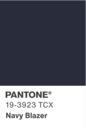 PANTONE®
19-3923 TCX
Navy Blazer